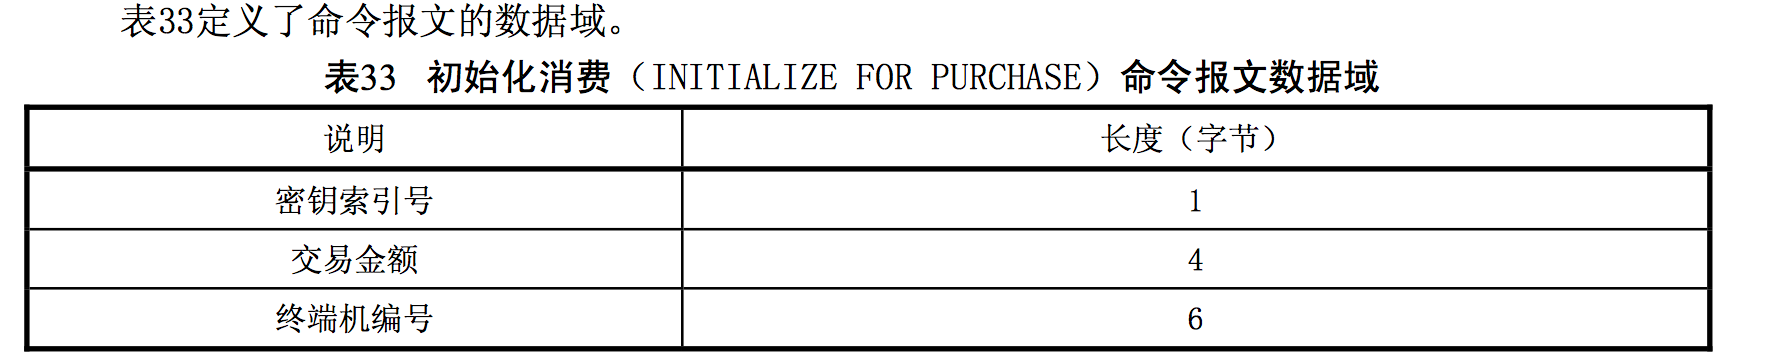 表33定义了命令报文的数据域。
表33 初始化消费（INITIALIZE FOR PURCHASE）命令报文数据域
说明 长度（字节）
密钥索引号 1
交易金额 4
终端机编号 6